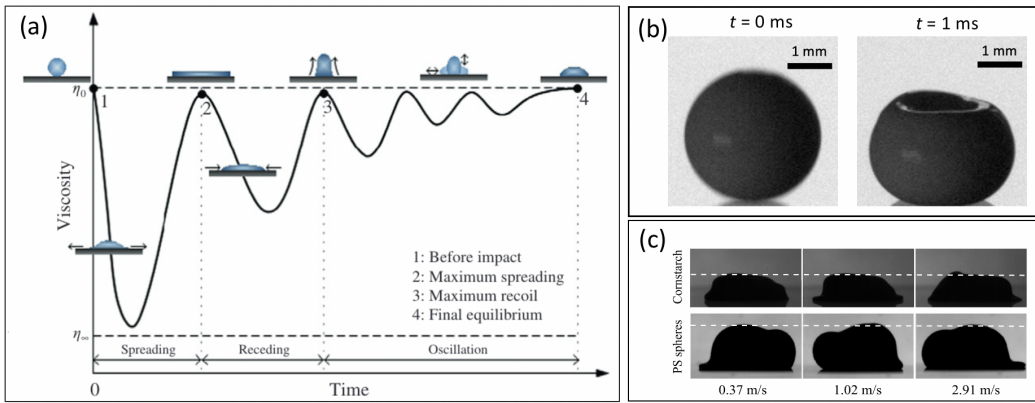 (a)
η₀
1
2
3
4
Viscosity
1: Before impact
2: Maximum spreading
3: Maximum recoil
4: Final equilibrium
η∞
Spreading
Receding
Oscillation
0
Time
(b)
t = 0 ms
t = 1 ms
1 mm
1 mm
(c)
Cornstarch
PS spheres
0.37 m/s
1.02 m/s
2.91 m/s